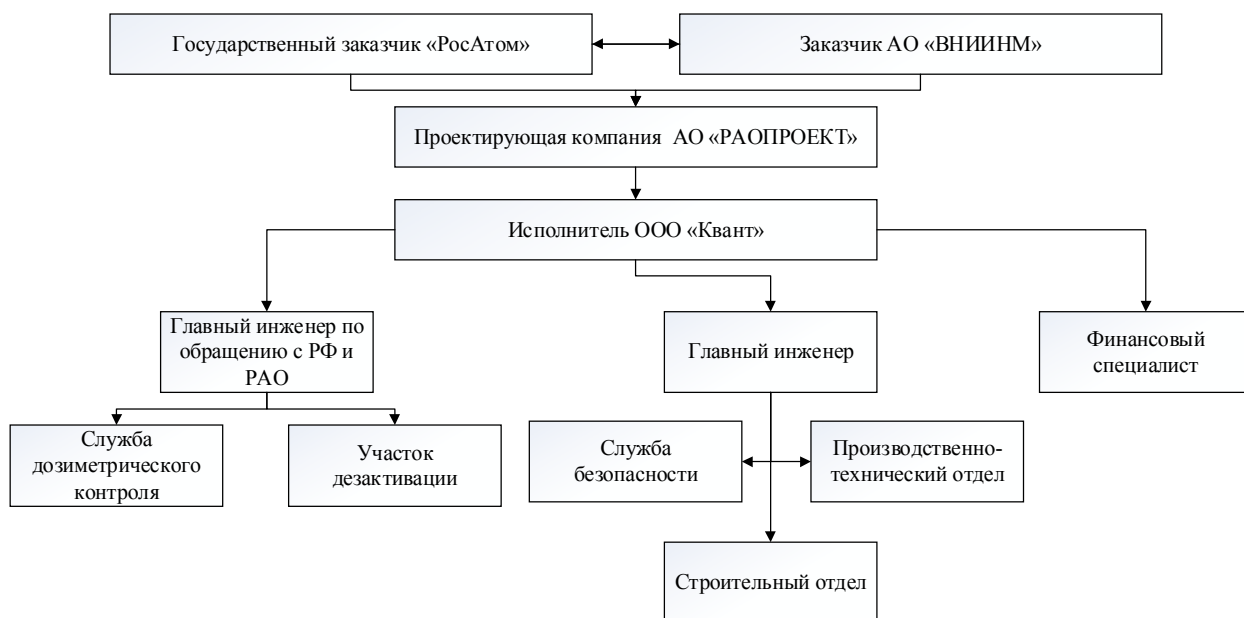 Государственный заказчик «РосАтом»
Заказчик АО «ВНИИНМ»
Проектирующая компания АО «РАОПРОЕКТ»
Исполнитель ООО «Квант»
Главный инженер по
обращению с РФ и
РАО
Главный инженер
Финансовый
специалист
Служба
дозиметрического
контроля
Участок
дезактивации
Служба
безопасности
Производственно-
технический отдел
Строительный отдел